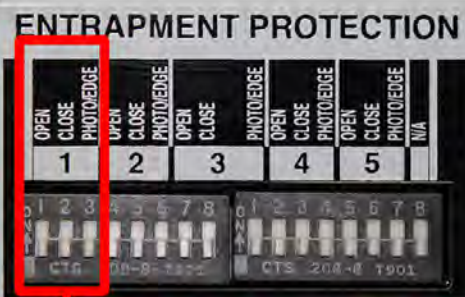 ENTRAPMENT PROTECTION
OPEN CLOSE PHOTO/EDGE OPEN CLOSE PHOTO/EDGE OPEN CLOSE PHOTO/EDGE OPEN CLOSE PHOTO/EDGE OPEN CLOSE PHOTO/EDGE N/A
1 2 3 4 5
ON 1 2 3 4 5 6 7 8 ON 1 2 3 4 5 6 7 8
CTS CTS T901